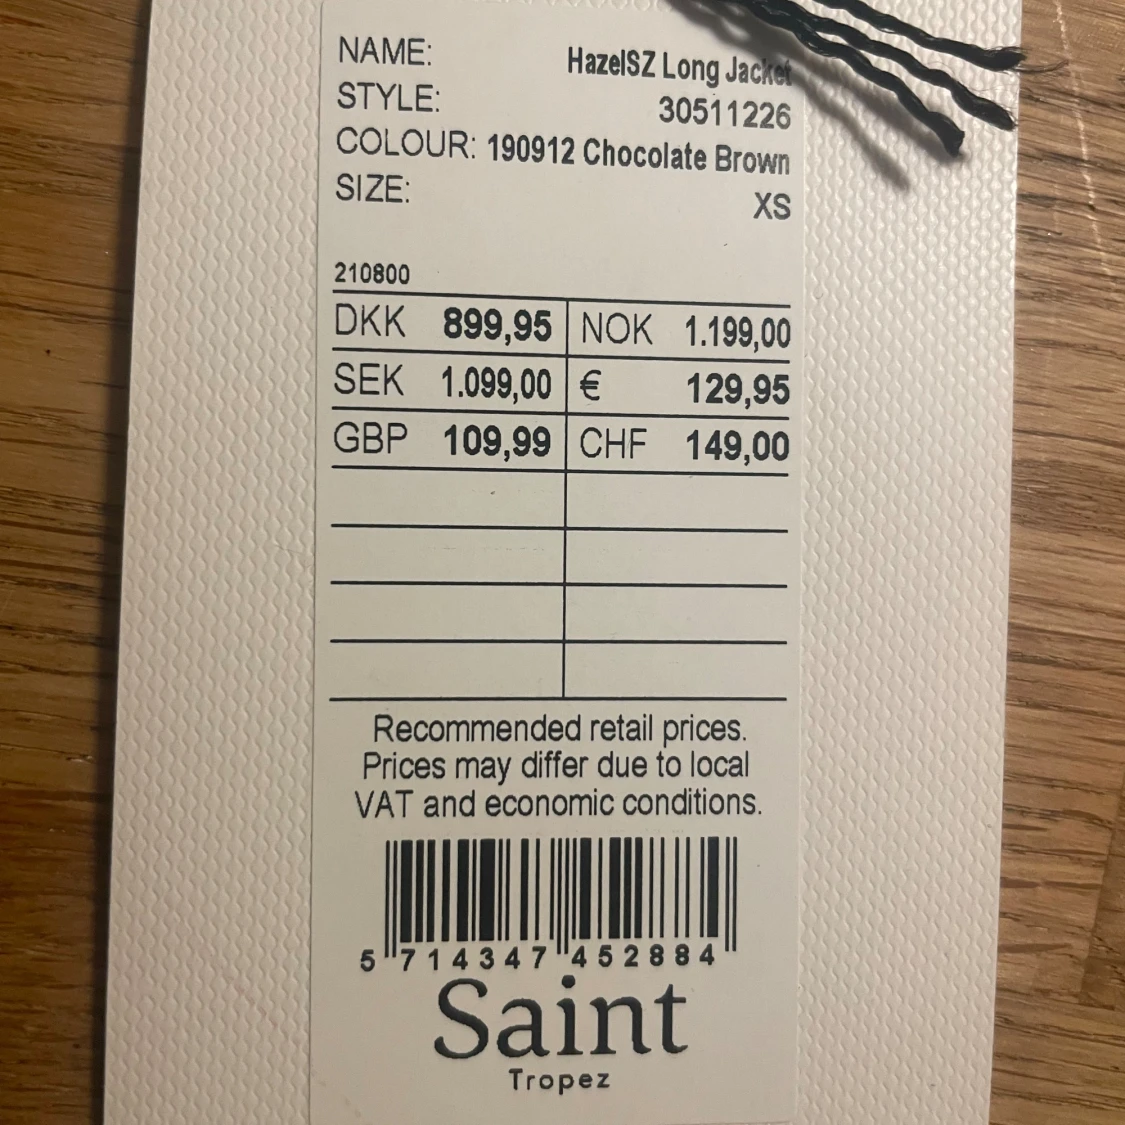 NAME: HazelSZ Long Jacket
STYLE: 30511226
COLOUR: 190912 Chocolate Brown
SIZE: XS
210800
DKK 899,95 NOK 1.199,00
SEK 1.099,00 € 129,95
GBP 109,99 CHF 149,00
Recommended retail prices.
Prices may differ due to local
VAT and economic conditions.
5 714347 452884
Saint
Tropez